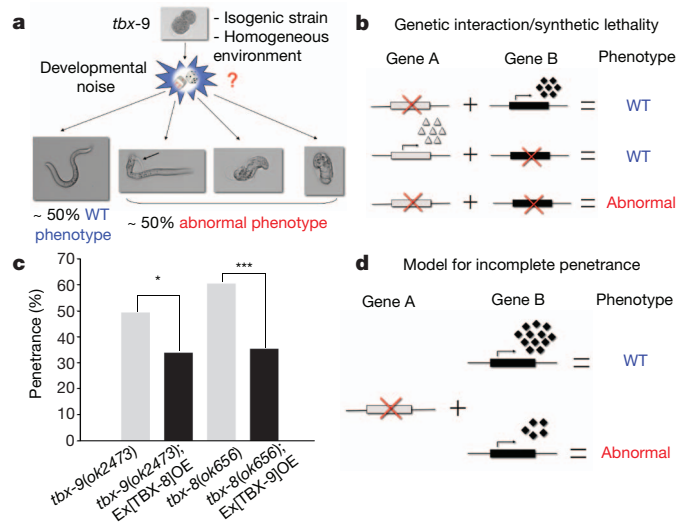 a
tbx-9
- Isogenic strain
- Homogeneous
environment
Developmental
noise
?
~ 50% WT
phenotype
~ 50% abnormal phenotype
b
Genetic interaction/synthetic lethality
Gene A
Gene B
Phenotype
+
=
WT
+
=
WT
+
=
Abnormal
c
Penetrance (%)
70
60
50
40
30
20
10
0
*
***
tbx-9(ok2473)
tbx-9(ok2473);
Ex[TBX-8]OE
tbx-8(ok656)
tbx-8(ok656);
Ex[TBX-9]OE
d
Model for incomplete penetrance
Gene A
Gene B
Phenotype
=
WT
+
=
Abnormal